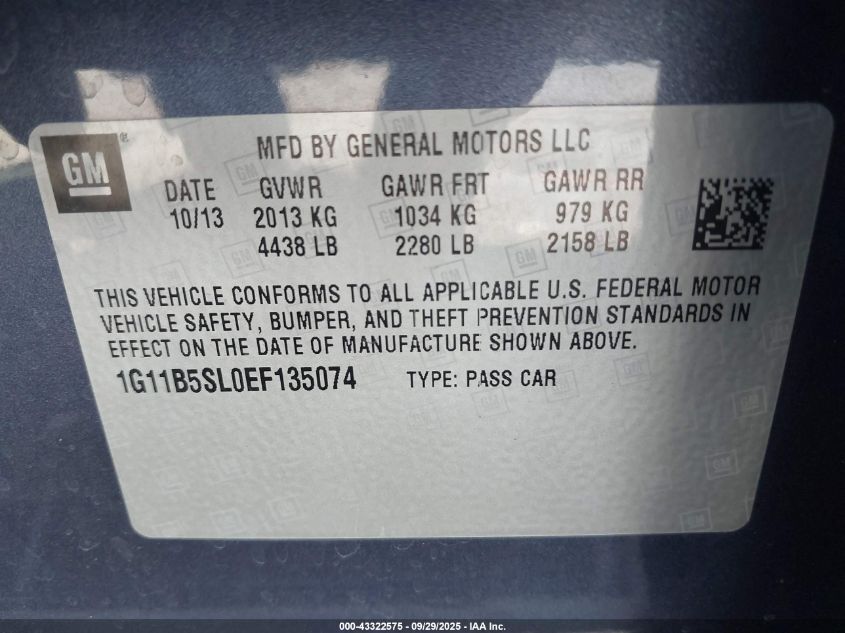 GM
MFD BY GENERAL MOTORS LLC
DATE GVWR GAWR FRT GAWR RR
10/13 2013 KG 1034 KG 979 KG
4438 LB 2280 LB 2158 LB
THIS VEHICLE CONFORMS TO ALL APPLICABLE U.S. FEDERAL MOTOR
VEHICLE SAFETY, BUMPER, AND THEFT PREVENTION STANDARDS IN
EFFECT ON THE DATE OF MANUFACTURE SHOWN ABOVE.
1G11B5SL0EF135074 TYPE: PASS CAR
000-43322575 - 09/29/2025 - IAA Inc.